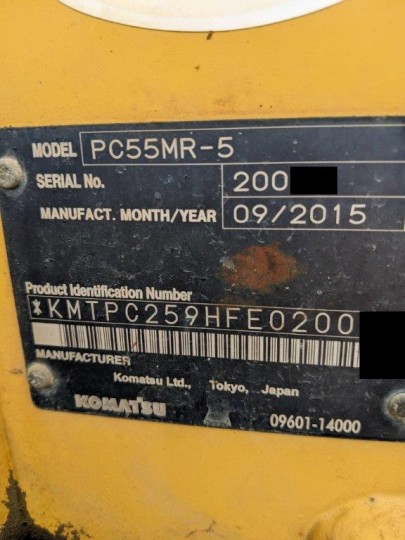 MODEL PC55MR-5
SERIAL No. 200
MANUFACT. MONTH/YEAR 09/2015
Product Identification Number
*KMTPC259HFE0200
MANUFACTURER
Komatsu Ltd., Tokyo, Japan
KOMATSU
09601-14000